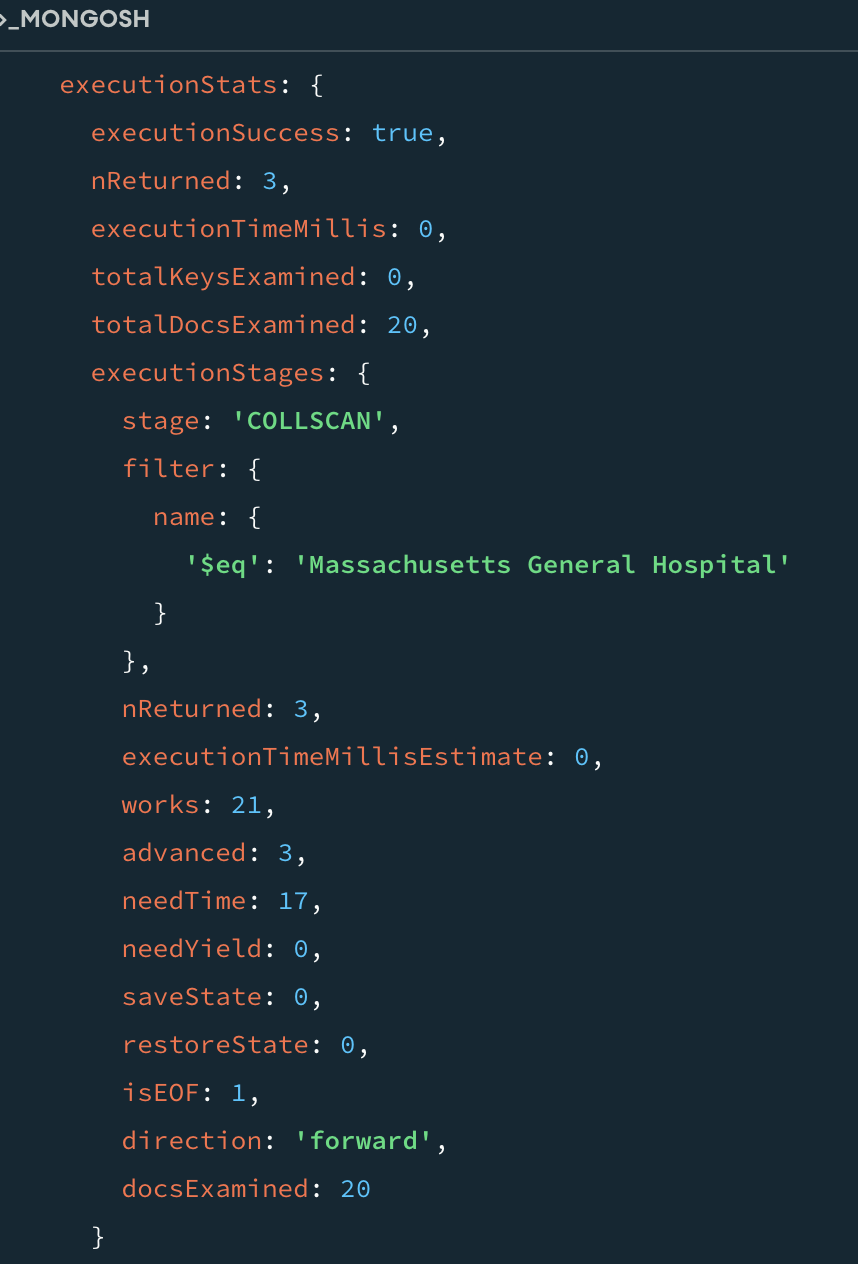 >_MONGOSH
executionStats: {
executionSuccess: true,
nReturned: 3,
executionTimeMillis: 0,
totalKeysExamined: 0,
totalDocsExamined: 20,
executionStages: {
stage: 'COLLSCAN',
filter: {
name: {
'$eq': 'Massachusetts General Hospital'
}
},
nReturned: 3,
executionTimeMillisEstimate: 0,
works: 21,
advanced: 3,
needTime: 17,
needYield: 0,
saveState: 0,
restoreState: 0,
isEOF: 1,
direction: 'forward',
docsExamined: 20
}